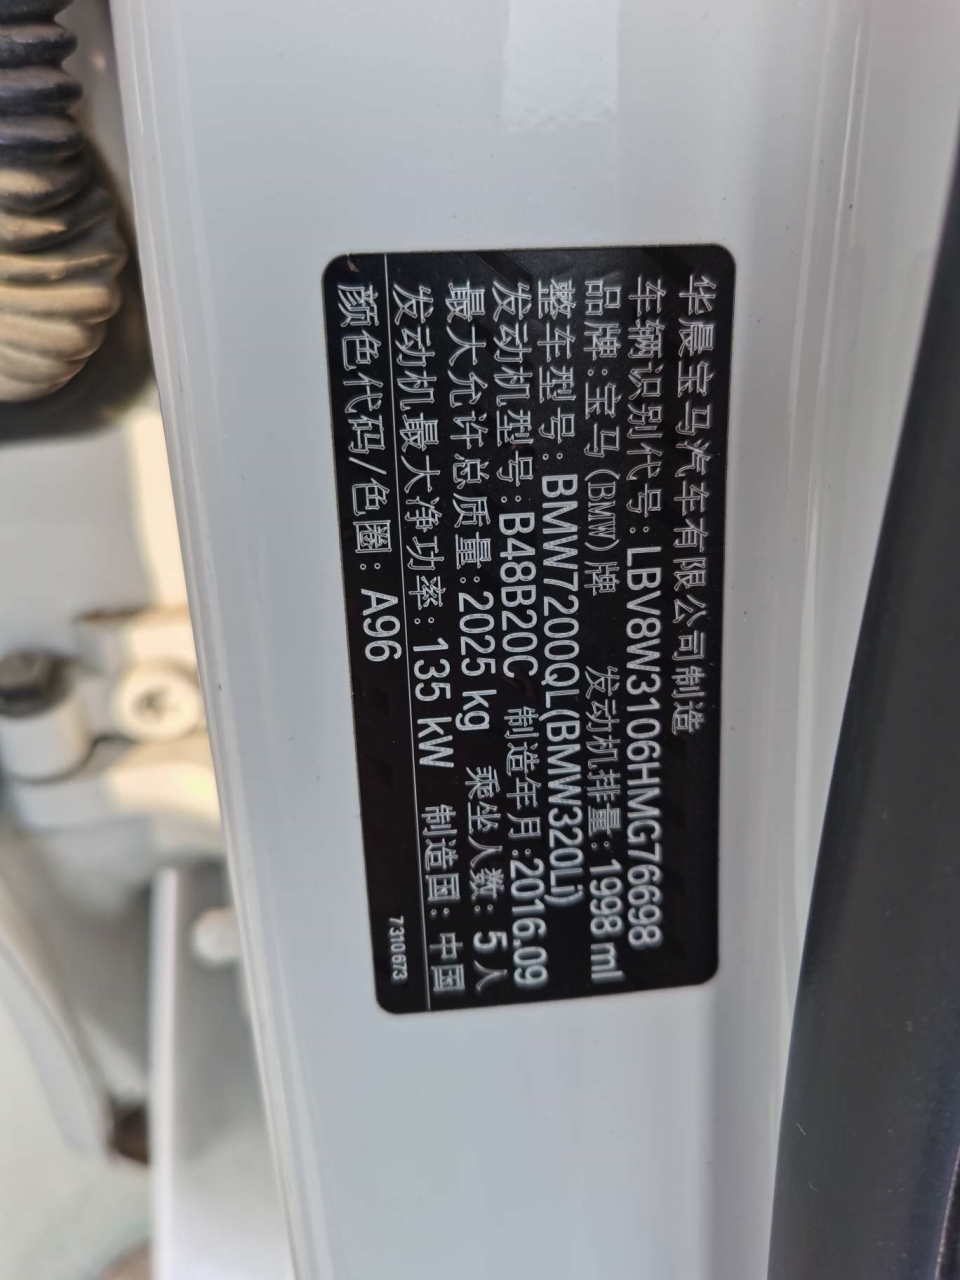 华晨宝马汽车有限公司制造
车辆识别代号：LBV8W3106HMG76698
品牌：宝马(BMW)牌 发动机排量：1998 ml
整车型号：BMW7200QL(BMW320Li)
发动机型号：B48B20C 制造年月：2016.09
最大允许总质量：2025 kg 乘坐人数：5人
发动机最大净功率：135 kW 制造国：中国
颜色代码/色圈：A96
7310673